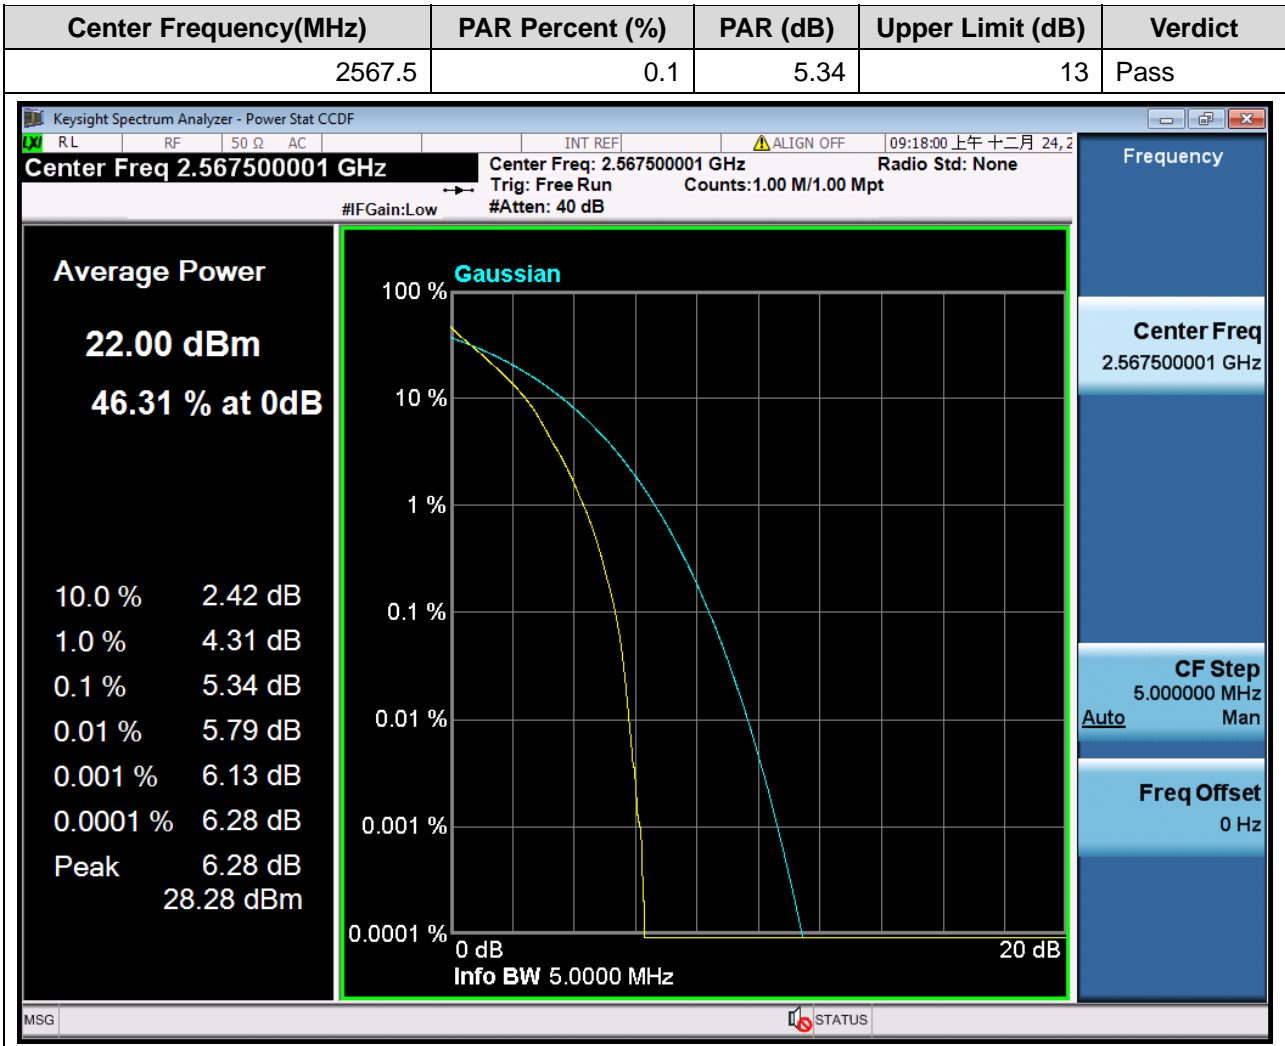 Center Frequency(MHz) PAR Percent (%) PAR (dB) Upper Limit (dB) Verdict
2567.5 0.1 5.34 13 Pass
Keysight Spectrum Analyzer - Power Stat CCDF
LXI RL RF 50 Ω AC INT REF ALIGN OFF 09:18:00 上午 十二月 24, 2
Center Freq 2.567500001 GHz
#IFGain:Low
Center Freq: 2.567500001 GHz Radio Std: None
Trig: Free Run Counts:1.00 M/1.00 Mpt
#Atten: 40 dB
Average Power
22.00 dBm
46.31 % at 0dB
10.0 % 2.42 dB
1.0 % 4.31 dB
0.1 % 5.34 dB
0.01 % 5.79 dB
0.001 % 6.13 dB
0.0001 % 6.28 dB
Peak 6.28 dB
28.28 dBm
Gaussian
100 %
10 %
1 %
0.1 %
0.01 %
0.001 %
0.0001 %
0 dB 20 dB
Info BW 5.0000 MHz
Frequency
Center Freq
2.567500001 GHz
CF Step
5.000000 MHz
Auto Man
Freq Offset
0 Hz
MSG STATUS